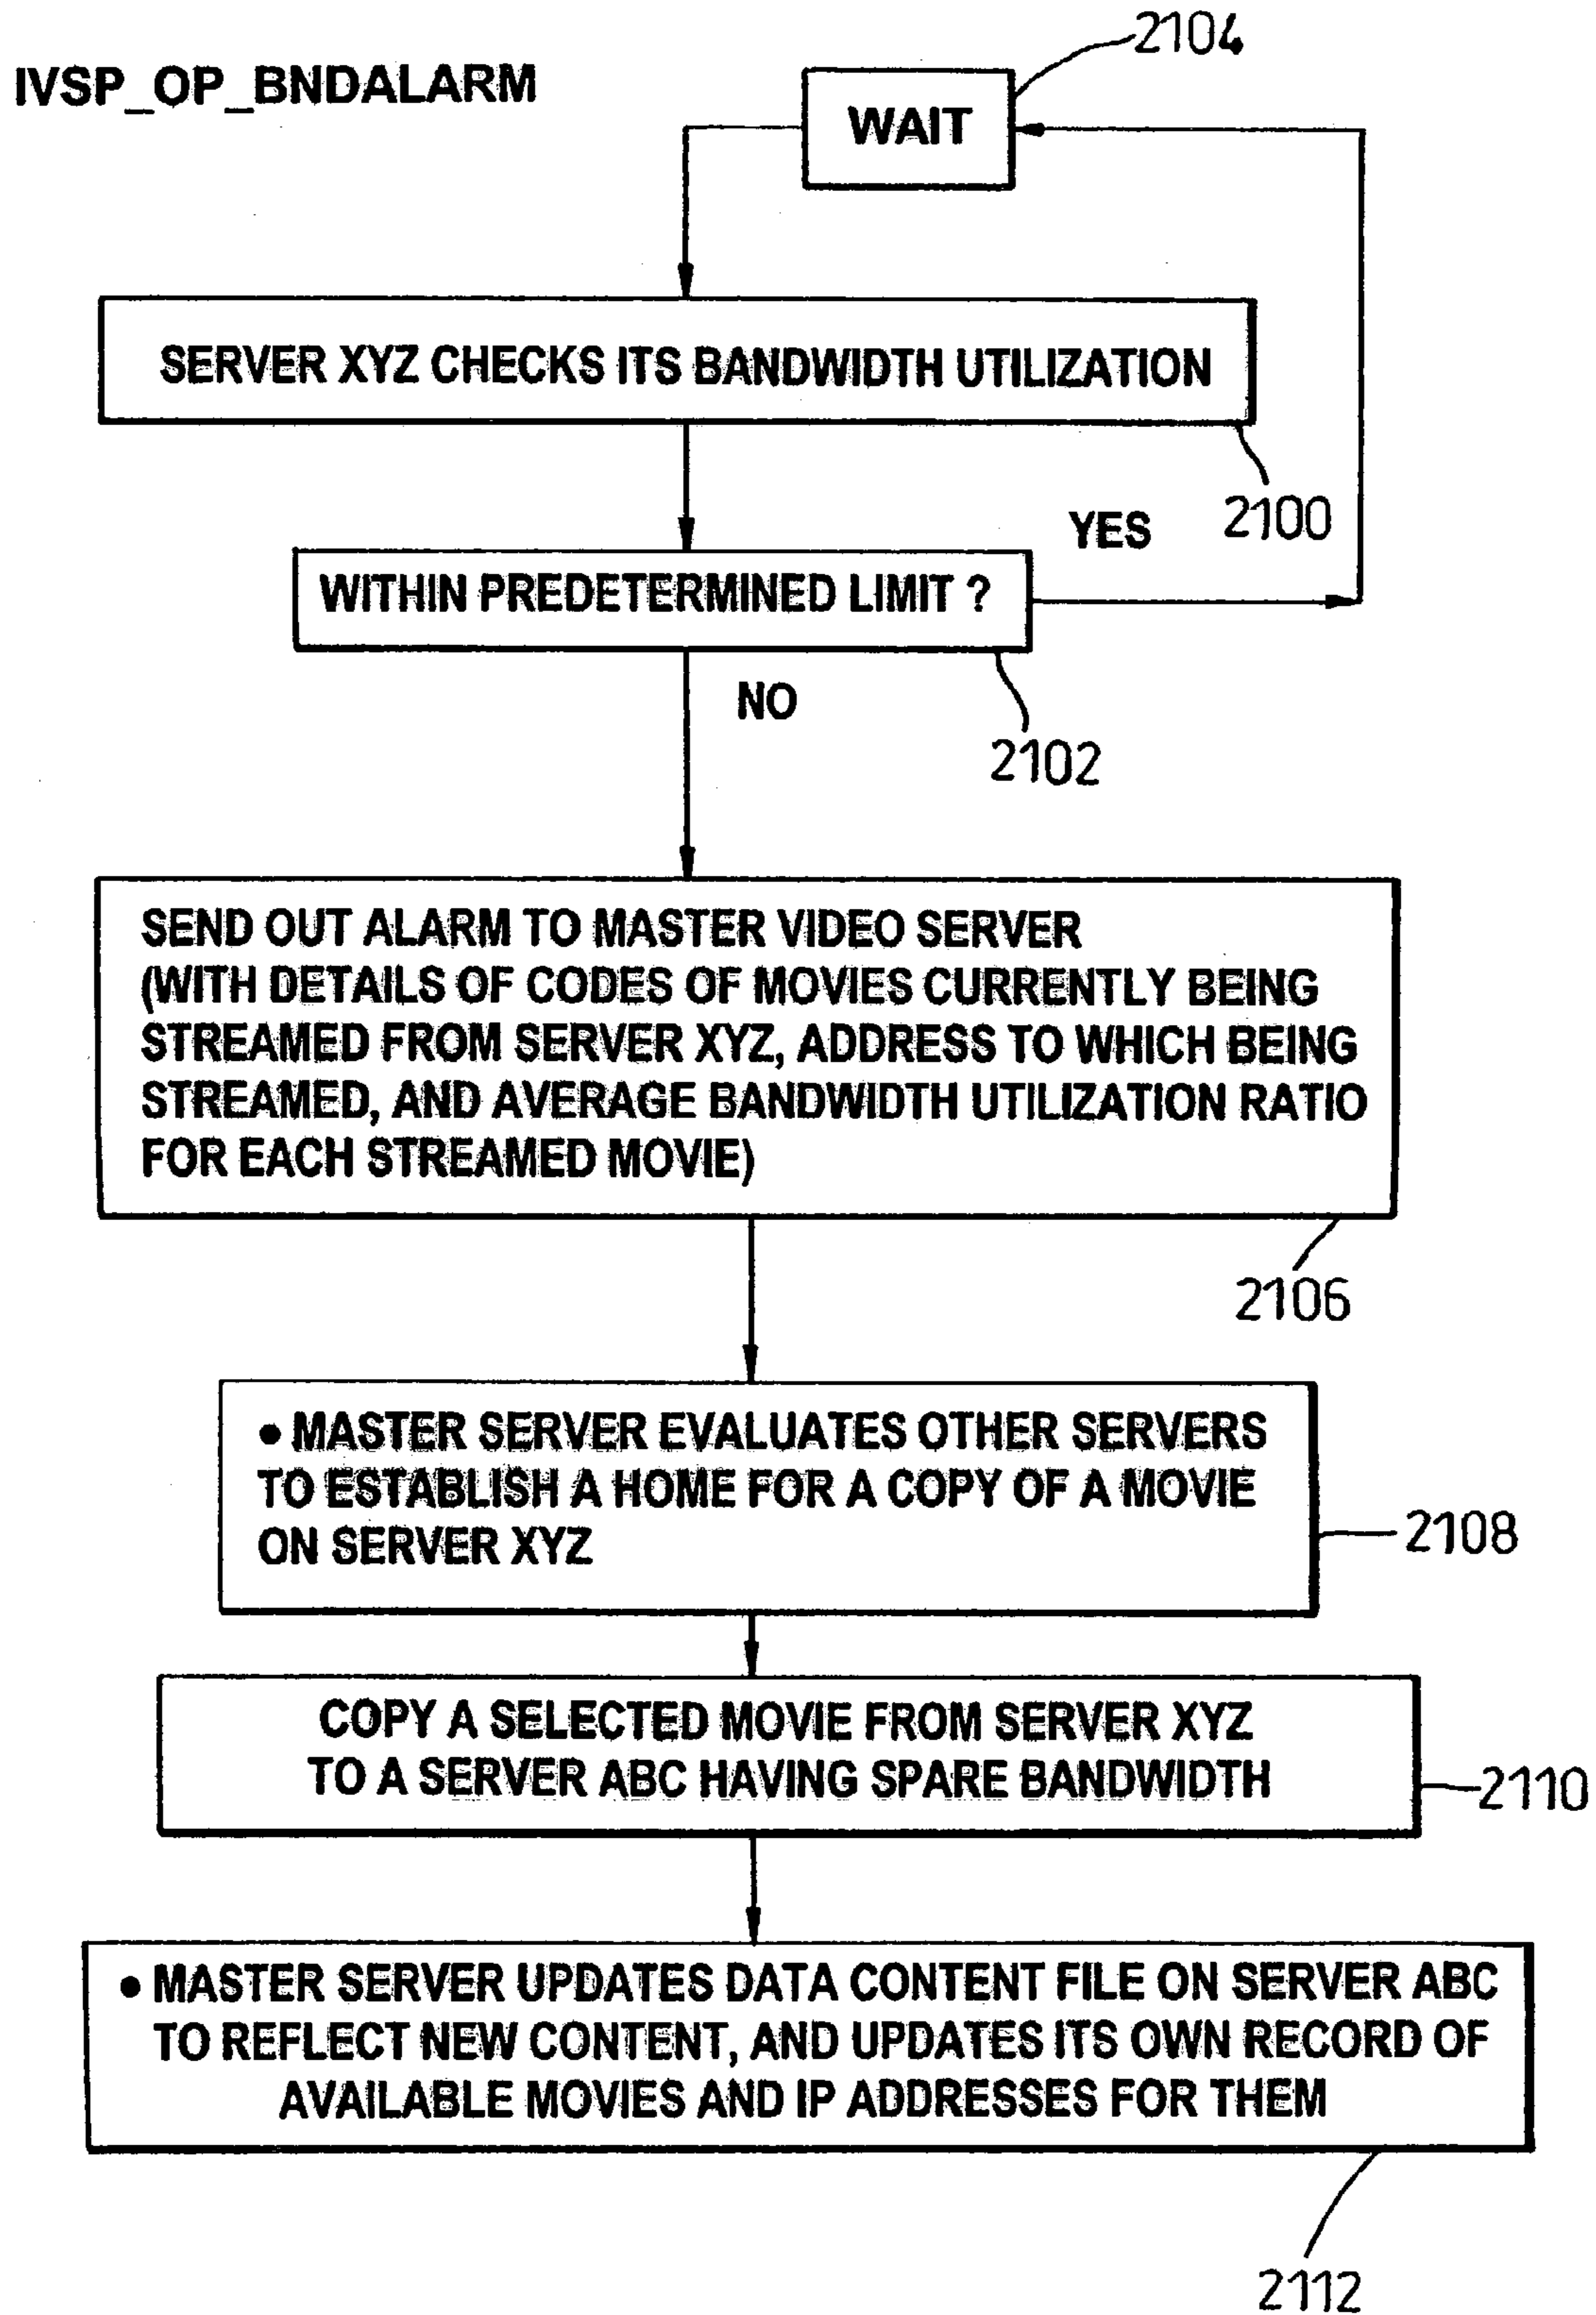 2104
IVSP_OP_BNDALARM
WAIT
SERVER XYZ CHECKS ITS BANDWIDTH UTILIZATION
2100
YES
WITHIN PREDETERMINED LIMIT ?
NO
2102
SEND OUT ALARM TO MASTER VIDEO SERVER
(WITH DETAILS OF CODES OF MOVIES CURRENTLY BEING
STREAMED FROM SERVER XYZ, ADDRESS TO WHICH BEING
STREAMED, AND AVERAGE BANDWIDTH UTILIZATION RATIO
FOR EACH STREAMED MOVIE)
2106
• MASTER SERVER EVALUATES OTHER SERVERS
TO ESTABLISH A HOME FOR A COPY OF A MOVIE
ON SERVER XYZ
2108
COPY A SELECTED MOVIE FROM SERVER XYZ
TO A SERVER ABC HAVING SPARE BANDWIDTH
2110
• MASTER SERVER UPDATES DATA CONTENT FILE ON SERVER ABC
TO REFLECT NEW CONTENT, AND UPDATES ITS OWN RECORD OF
AVAILABLE MOVIES AND IP ADDRESSES FOR THEM
2112